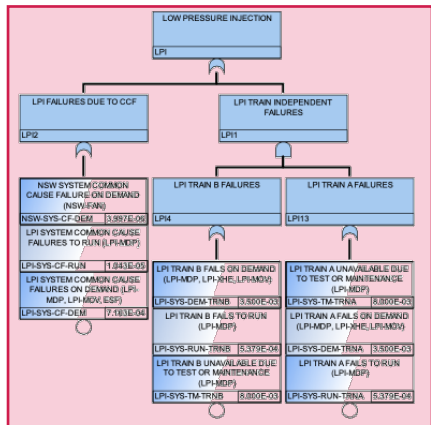 LOW PRESSURE INJECTION
LPI
LPI FAILURES DUE TO CCF
LPI2
LPI TRAIN INDEPENDENT
FAILURES
LPI1
NSW SYSTEM COMMON
CAUSE FAILURE ON DEMAND
(NSW-FAN)
NSW-SYS-CF-DEM 3.997E-06
LPI SYSTEM COMMON CAUSE
FAILURES TO RUN (LPI-MDP)
LPI-SYS-CF-RUN 1.043E-05
LPI SYSTEM COMMON CAUSE
FAILURES ON DEMAND (LPI-
MDP, LPI-MOV, ESF)
LPI-SYS-CF-DEM 7.183E-04
LPI TRAIN B FAILURES
LPI4
LPI TRAIN B FAILS ON DEMAND
(LPI-MDP, LPI-XHE, LPI-MOV)
LPI-SYS-DEM-TRNB 3.500E-03
LPI TRAIN B FAILS TO RUN
(LPI-MDP)
LPI-SYS-RUN-TRNB 5.379E-04
LPI TRAIN B UNAVAILABLE DUE
TO TEST OR MAINTENANCE
(LPI-MDP)
LPI-SYS-TM-TRNB 8.000E-03
LPI TRAIN A FAILURES
LPI13
LPI TRAIN A UNAVAILABLE DUE
TO TEST OR MAINTENANCE
(LPI-MDP)
LPI-SYS-TM-TRNA 8.000E-03
LPI TRAIN A FAILS ON DEMAND
(LPI-MDP, LPI-XHE, LPI-MOV)
LPI-SYS-DEM-TRNA 3.500E-03
LPI TRAIN A FAILS TO RUN
(LPI-MDP)
LPI-SYS-RUN-TRNA 5.379E-04